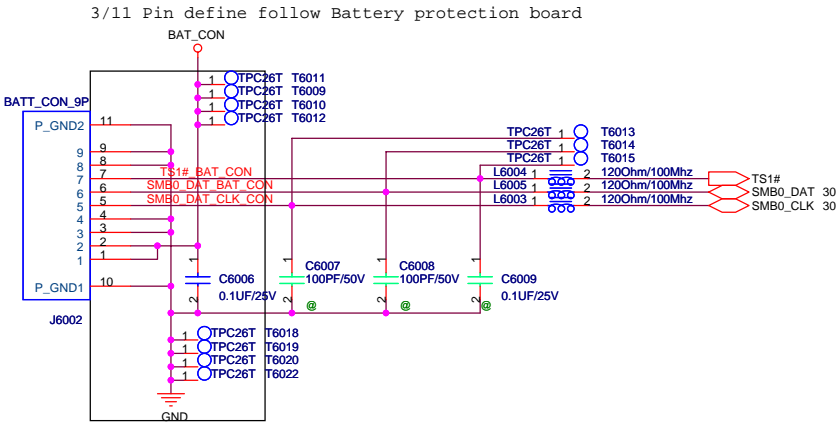 3/11 Pin define follow Battery protection board
BAT_CON
1 TPC26T T6011
1 TPC26T T6009
1 TPC26T T6010
1 TPC26T T6012
BATT_CON_9P
P_GND2 11
TPC26T 1 T6013
TPC26T 1 T6014
TPC26T 1 T6015
9 9
8 8
7 7 TS1#_BAT_CON L6004 1 2 120Ohm/100Mhz TS1#
6 6 SMB0_DAT_BAT_CON L6005 1 2 120Ohm/100Mhz SMB0_DAT 30
5 5 SMB0_DAT_CLK_CON L6003 1 2 120Ohm/100Mhz SMB0_CLK 30
4 4
3 3
2 2
1 1
P_GND1 10
1 C6006 2 0.1UF/25V
1 C6007 2 100PF/50V @
1 C6008 2 100PF/50V @
1 C6009 2 0.1UF/25V @
J6002
1 TPC26T T6018
1 TPC26T T6019
1 TPC26T T6020
1 TPC26T T6022
GND